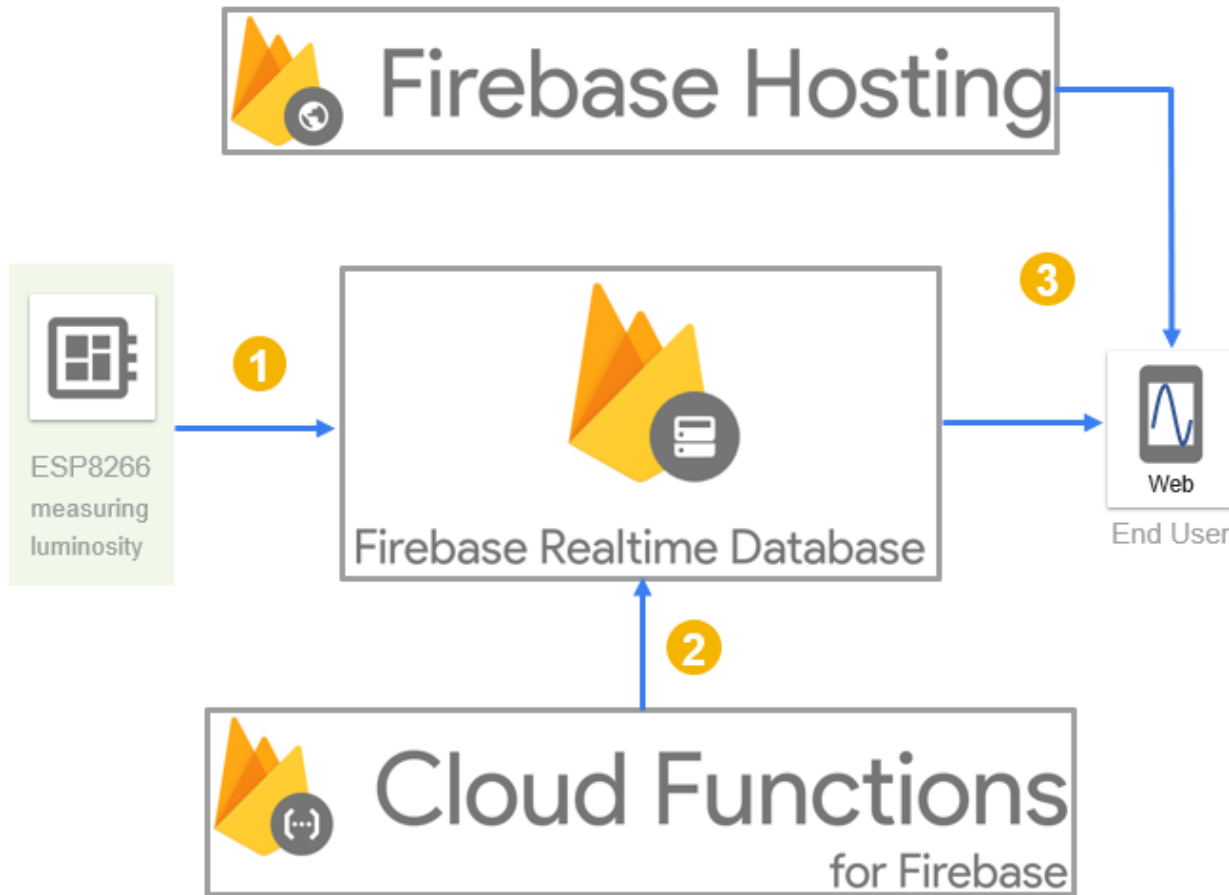 Firebase Hosting
3
1
ESP8266
measuring
luminosity
Firebase Realtime Database
Web
End User
2
Cloud Functions
for Firebase